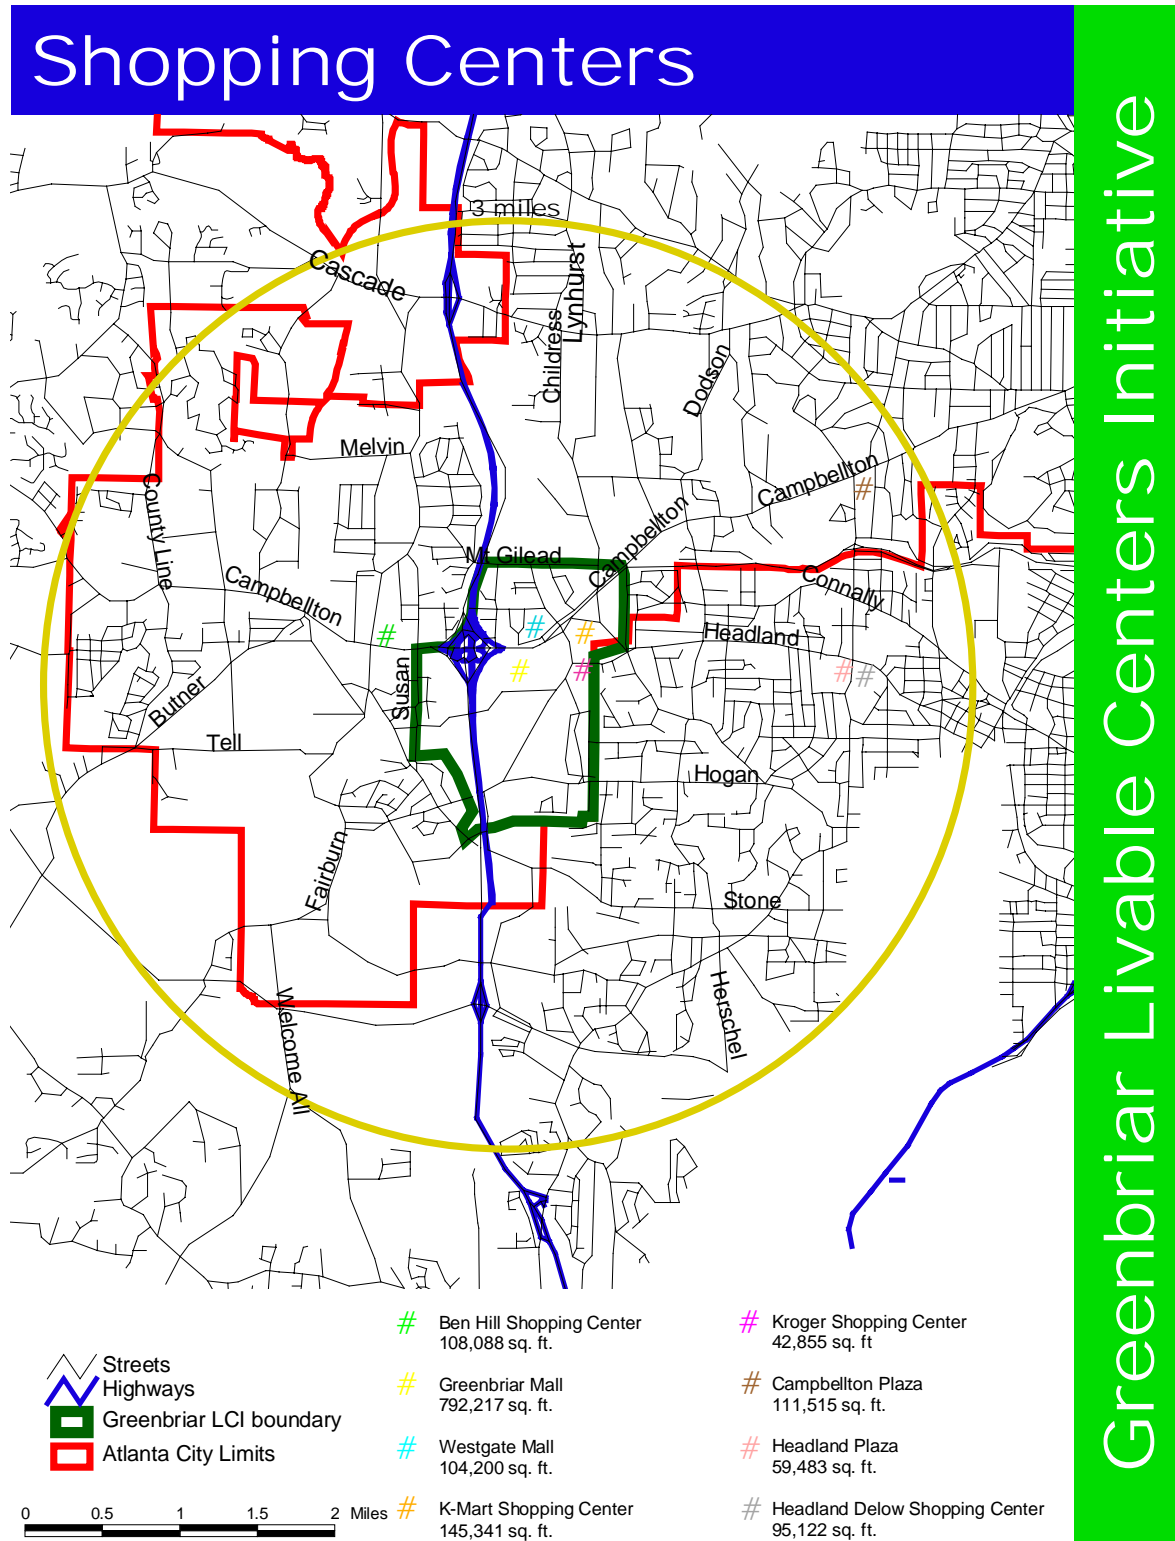 Shopping Centers
Greenbriar Livable Centers Initiative
3 miles
Cascade
Lynhurst
Childress
Dodson
Melvin
Campbellton
County Line
Campbellton
Mt Gilead
Campbellton
Connally
Headland
Susan
Butner
Tell
Hogan
Fairburn
Stone
Herschel
Welcome All
Streets
Highways
Greenbriar LCI boundary
Atlanta City Limits
0 0.5 1 1.5 2 Miles
# Ben Hill Shopping Center
108,088 sq. ft.
# Greenbriar Mall
792,217 sq. ft.
# Westgate Mall
104,200 sq. ft.
# K-Mart Shopping Center
145,341 sq. ft.
# Kroger Shopping Center
42,855 sq. ft
# Campbellton Plaza
111,515 sq. ft.
# Headland Plaza
59,483 sq. ft.
# Headland Delow Shopping Center
95,122 sq. ft.